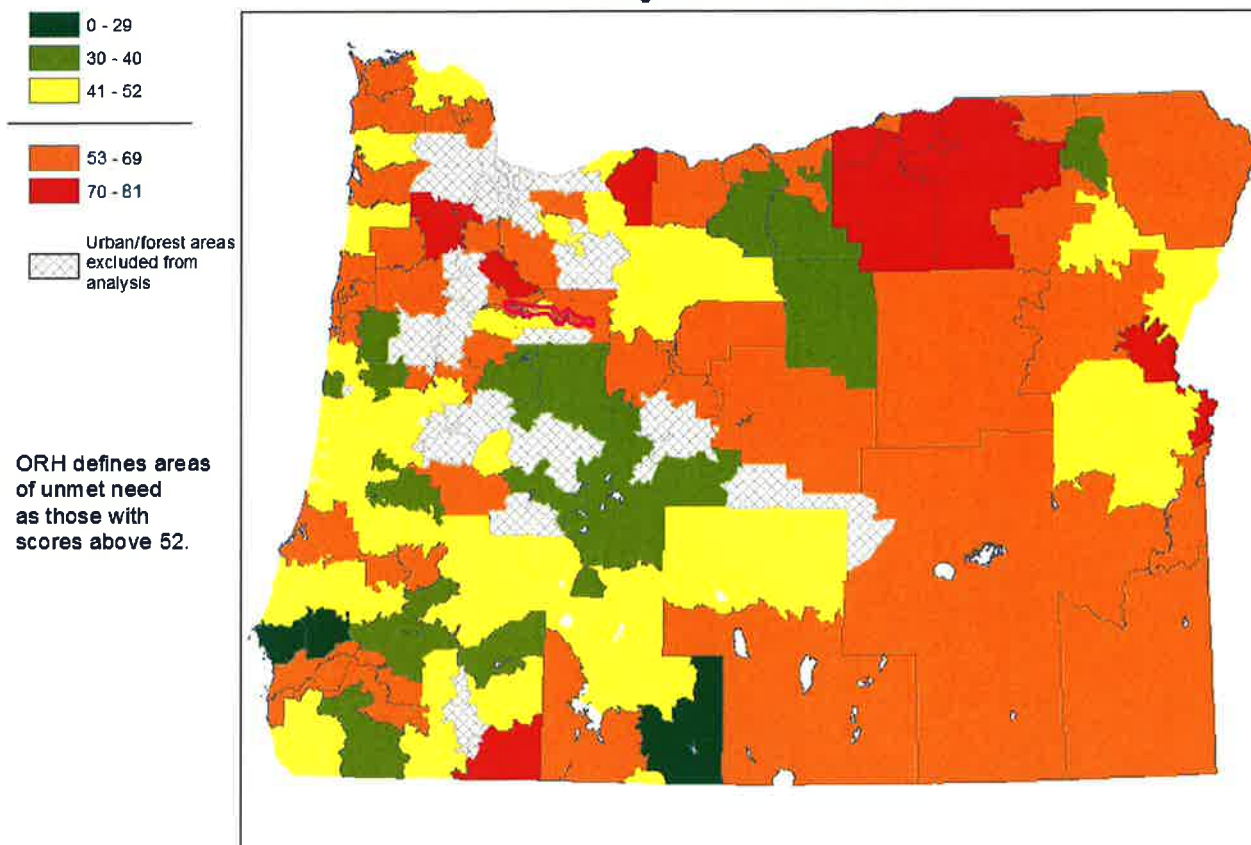 0 - 29
30 - 40
41 - 52
53 - 69
70 - 81
Urban/forest areas
excluded from
analysis
ORH defines areas
of unmet need
as those with
scores above 52.